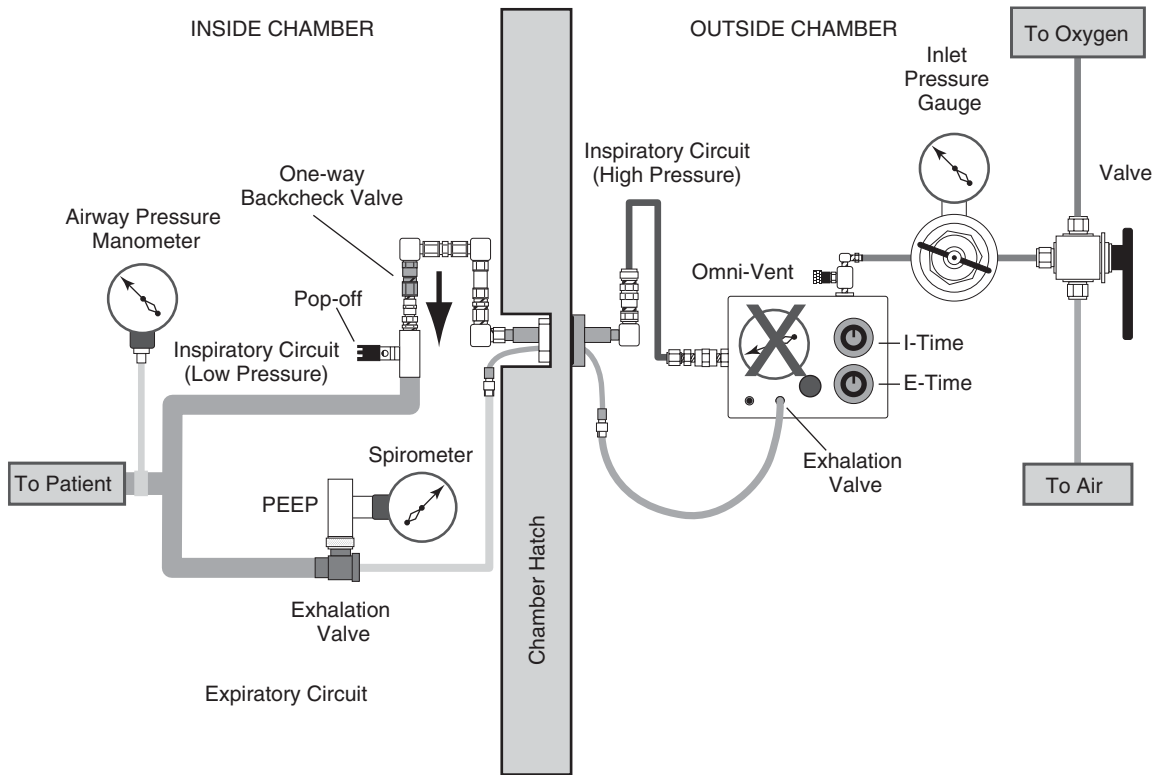 INSIDE CHAMBER
OUTSIDE CHAMBER
To Oxygen
Inlet
Pressure
Gauge
Inspiratory Circuit
(High Pressure)
Valve
One-way
Backcheck Valve
Airway Pressure
Manometer
Omni-Vent
Pop-off
Inspiratory Circuit
(Low Pressure)
I-Time
E-Time
Spirometer
Exhalation
Valve
To Patient
PEEP
To Air
Chamber Hatch
Exhalation
Valve
Expiratory Circuit